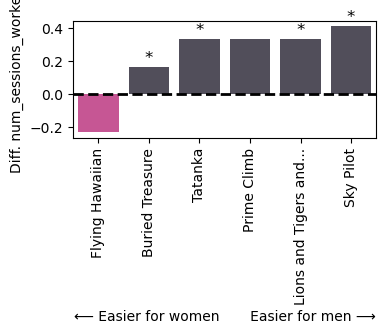 Diff. num_sessions_worke
0.4
0.2
0.0
−0.2
* * * *
Flying Hawaiian
Buried Treasure
Tatanka
Prime Climb
Lions and Tigers and...
Sky Pilot
⟵ Easier for women
Easier for men ⟶